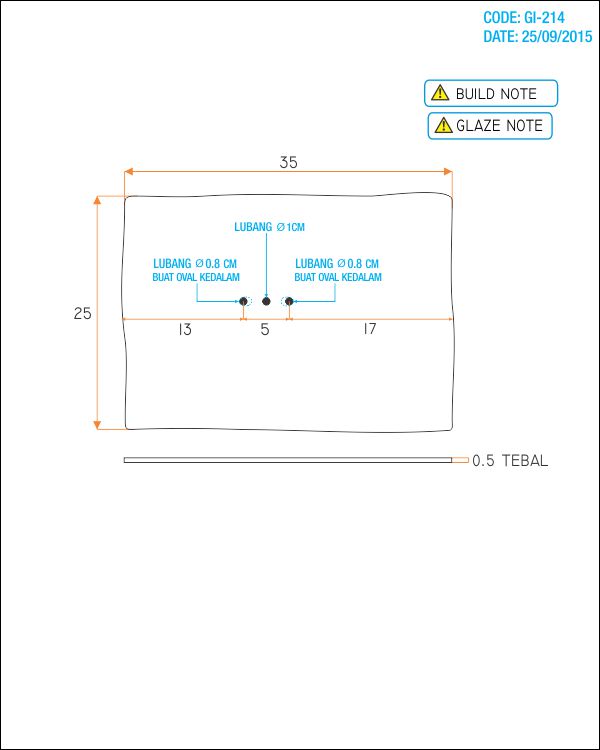 CODE: GI-214
DATE: 25/09/2015
BUILD NOTE
GLAZE NOTE
35
LUBANG Ø 1CM
LUBANG Ø 0.8 CM
BUAT OVAL KEDALAM
LUBANG Ø 0.8 CM
BUAT OVAL KEDALAM
25
13
5
17
0.5 TEBAL